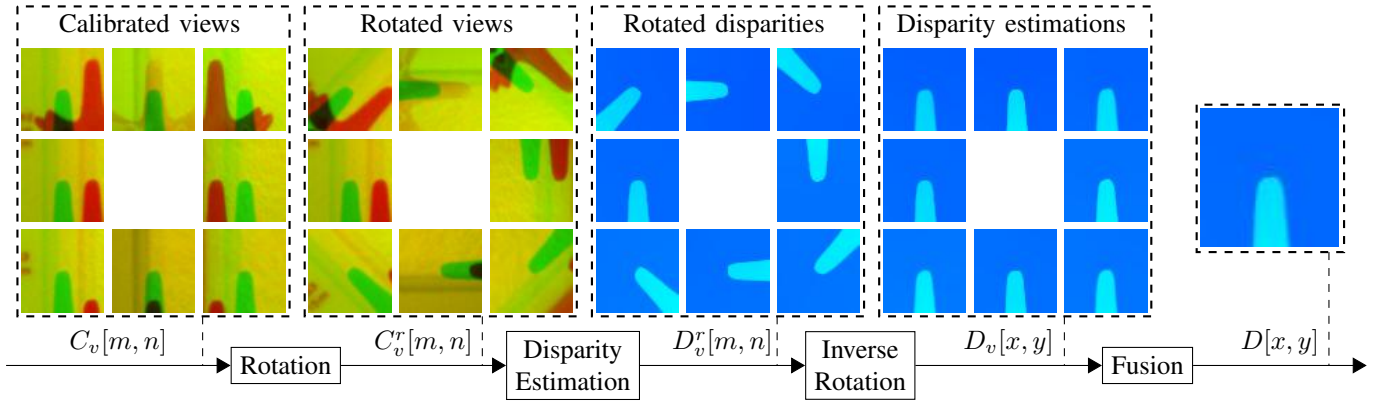 Calibrated views
Rotated views
Rotated disparities
Disparity estimations
C_v[m, n]
C_v^r[m, n]
D_v^r[m, n]
D_v[x, y]
D[x, y]
Rotation
Disparity
Estimation
Inverse
Rotation
Fusion